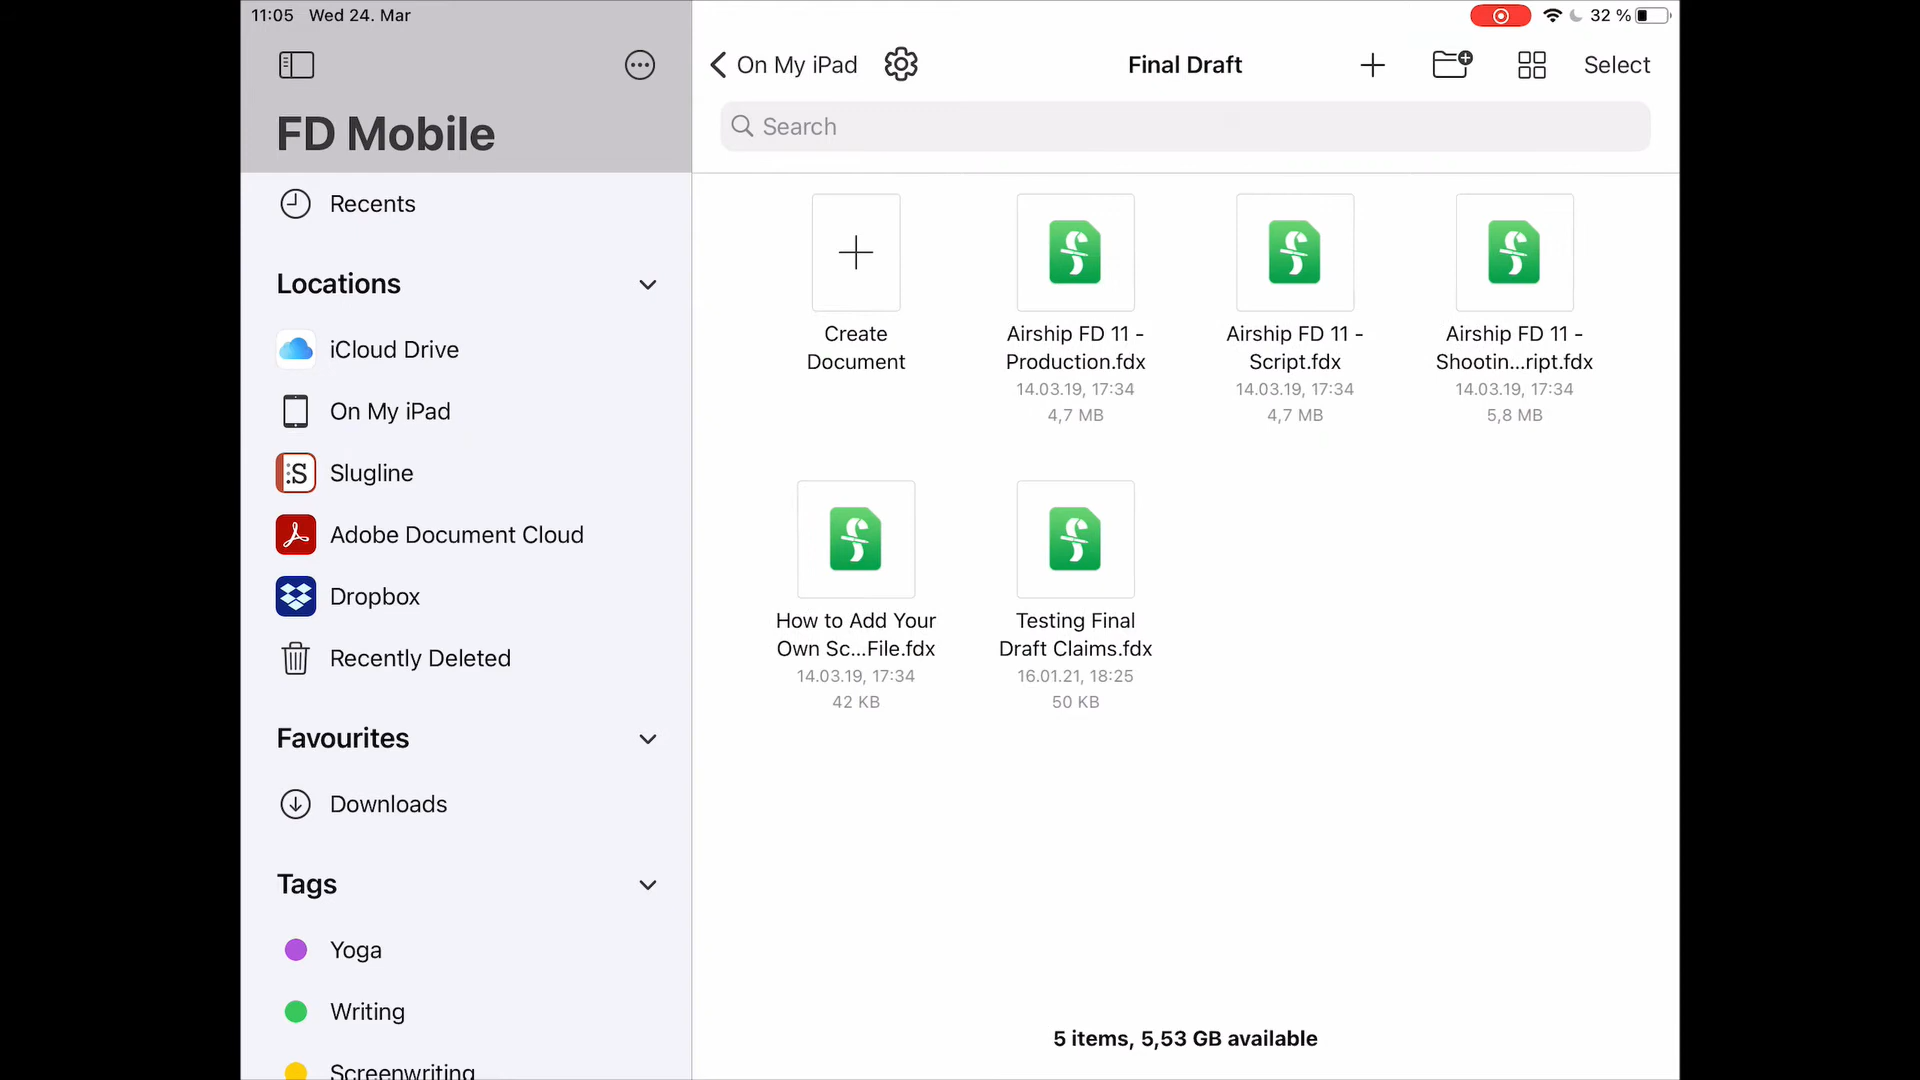 11:05 Wed 24. Mar
32 %
FD Mobile
Recents
Locations
iCloud Drive
On My iPad
Slugline
Adobe Document Cloud
Dropbox
Recently Deleted
Favourites
Downloads
Tags
Yoga
Writing
Screenwriting
On My iPad
Final Draft
Select
Search
Create
Document
Airship FD 11 -
Production.fdx
14.03.19, 17:34
4,7 MB
Airship FD 11 -
Script.fdx
14.03.19, 17:34
4,7 MB
Airship FD 11 -
Shootin...ript.fdx
14.03.19, 17:34
5,8 MB
How to Add Your
Own Sc...File.fdx
14.03.19, 17:34
42 KB
Testing Final
Draft Claims.fdx
16.01.21, 18:25
50 KB
5 items, 5,53 GB available